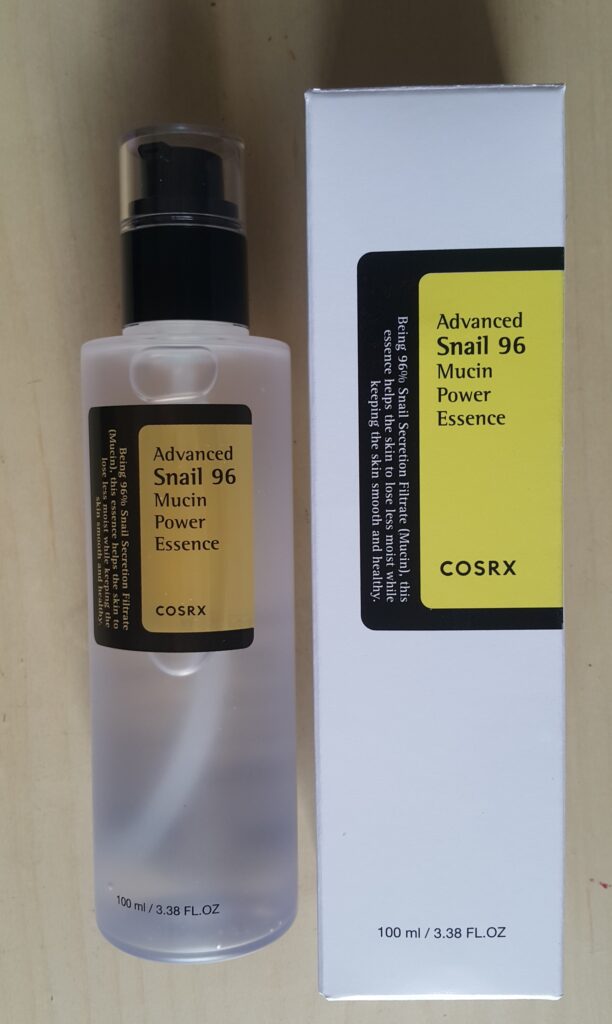 Advanced
Snail 96
Mucin
Power
Essence
COSRX
Being 96% Snail Secretion Filtrate
(Mucin), this essence helps the skin to
lose less moist while keeping the
skin smooth and healthy.
100 ml / 3.38 FL.OZ
Advanced
Snail 96
Mucin
Power
Essence
COSRX
Being 96% Snail Secretion Filtrate (Mucin), this
essence helps the skin to lose less moist while
keeping the skin smooth and healthy.
100 ml / 3.38 FL.OZ